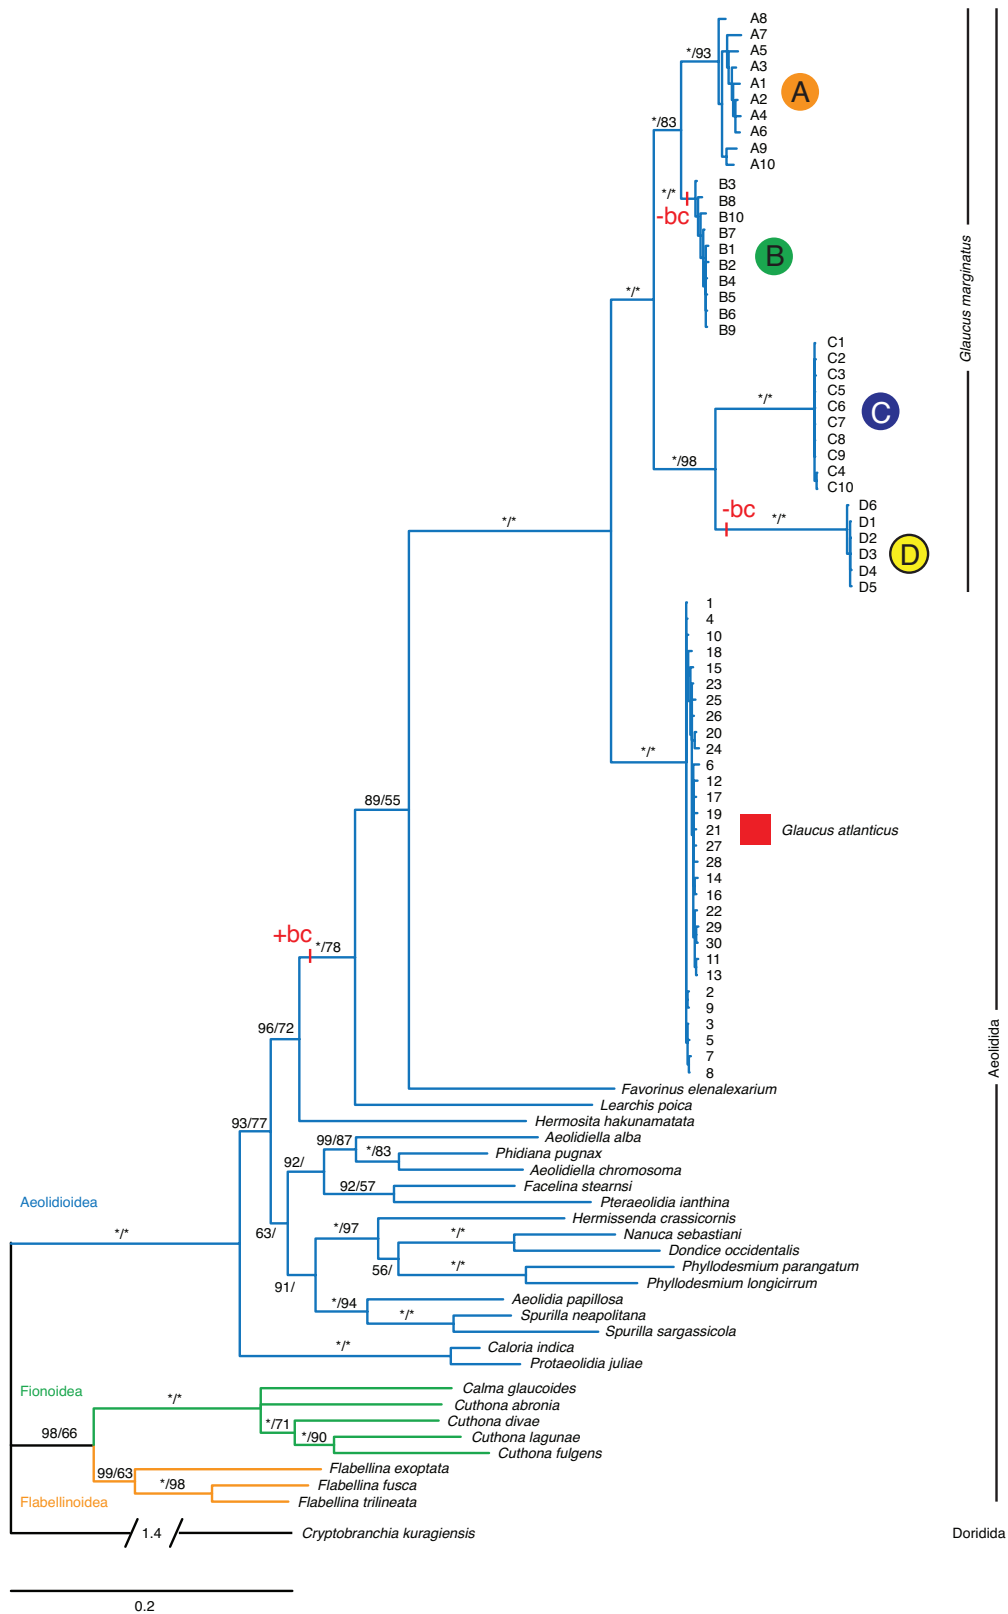 A8
A7
*/93
A5
A3
A1
A
A2
A4
*/83
A6
A9
A10
B3
*/*
B8
-bc
B10
B7
B1
B
B2
B4
*/*
B5
B6
B9
Glaucus marginatus
C1
C2
C3
C5
*/*
C6
C
C7
C8
C9
*/98
C4
C10
D6
-bc
*/*
D1
*/*
D2
D3
D
D4
D5
1
4
10
18
15
23
25
26
20
*/*
24
6
12
17
89/55
19
21
Glaucus atlanticus
27
28
14
16
22
+bc
29
*/78
30
11
13
2
9
96/72
3
5
Aeolidida
7
8
Favorinus elenalexarium
Learchis poica
93/77
Hermosita hakunamatata
99/87
Aeolidiella alba
*/83
Phidiana pugnax
92/
Aeolidiella chromosoma
92/57
Facelina stearnsi
Aeolidioidea
Pteraeolidia ianthina
Hermissenda crassicornis
*/*
63/
*/97
*/*
Nanuca sebastiani
Dondice occidentalis
56/
*/*
Phyllodesmium parangatum
91/
Phyllodesmium longicirrum
*/94
Aeolidia papillosa
*/*
Spurilla neapolitana
Spurilla sargassicola
*/*
Caloria indica
Protaeolidia juliae
Fionoidea
*/*
Calma glaucoides
Cuthona abronia
*/71
Cuthona divae
98/66
*/90
Cuthona lagunae
Cuthona fulgens
99/63
Flabellina exoptata
*/98
Flabellina fusca
Flabellinoidea
Flabellina trilineata
1.4
Cryptobranchia kuragiensis
Doridida
0.2